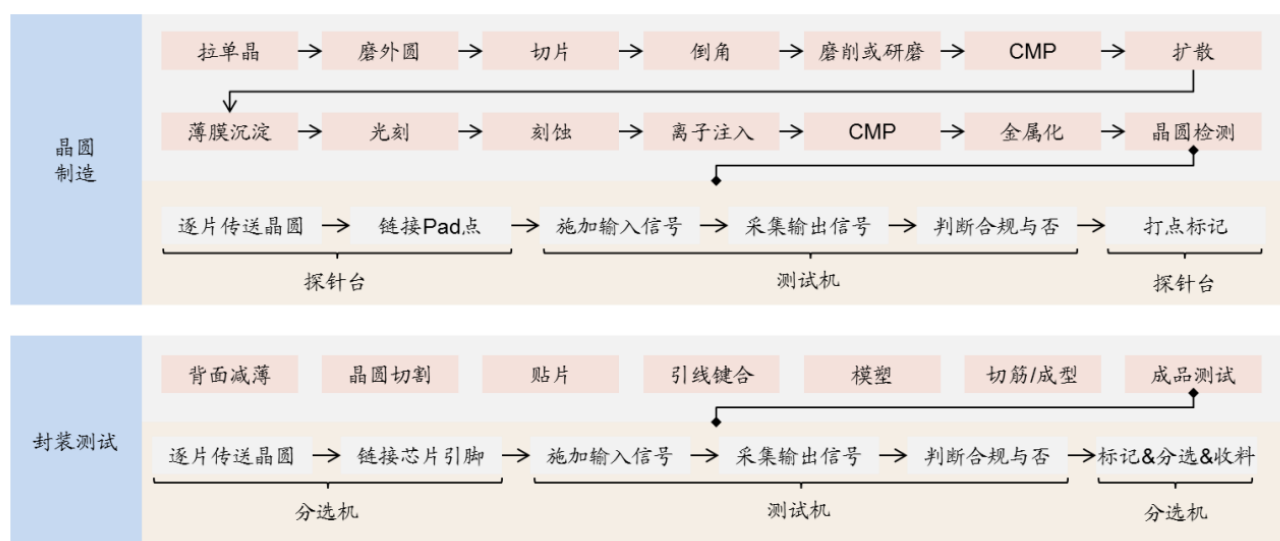 晶圆
制造
拉单晶
磨外圆
切片
倒角
磨削或研磨
CMP
扩散
薄膜沉淀
光刻
刻蚀
离子注入
CMP
金属化
晶圆检测
逐片传送晶圆
链接Pad点
施加输入信号
采集输出信号
判断合规与否
打点标记
探针台
测试机
探针台
封装测试
背面减薄
晶圆切割
贴片
引线键合
模塑
切筋/成型
成品测试
逐片传送晶圆
链接芯片引脚
施加输入信号
采集输出信号
判断合规与否
标记&分选&收料
分选机
测试机
分选机